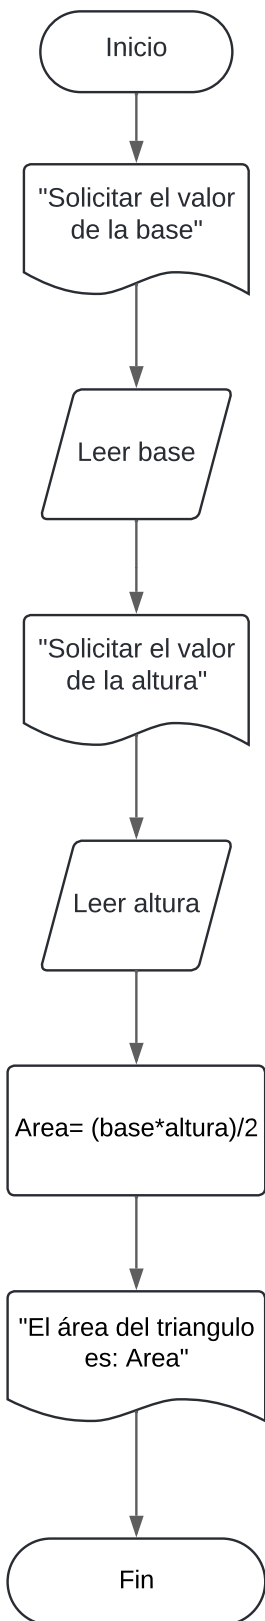 Inicio
"Solicitar el valor
de la base"
Leer base
"Solicitar el valor
de la altura"
Leer altura
Area= (base*altura)/2
"El área del triangulo
es: Area"
Fin